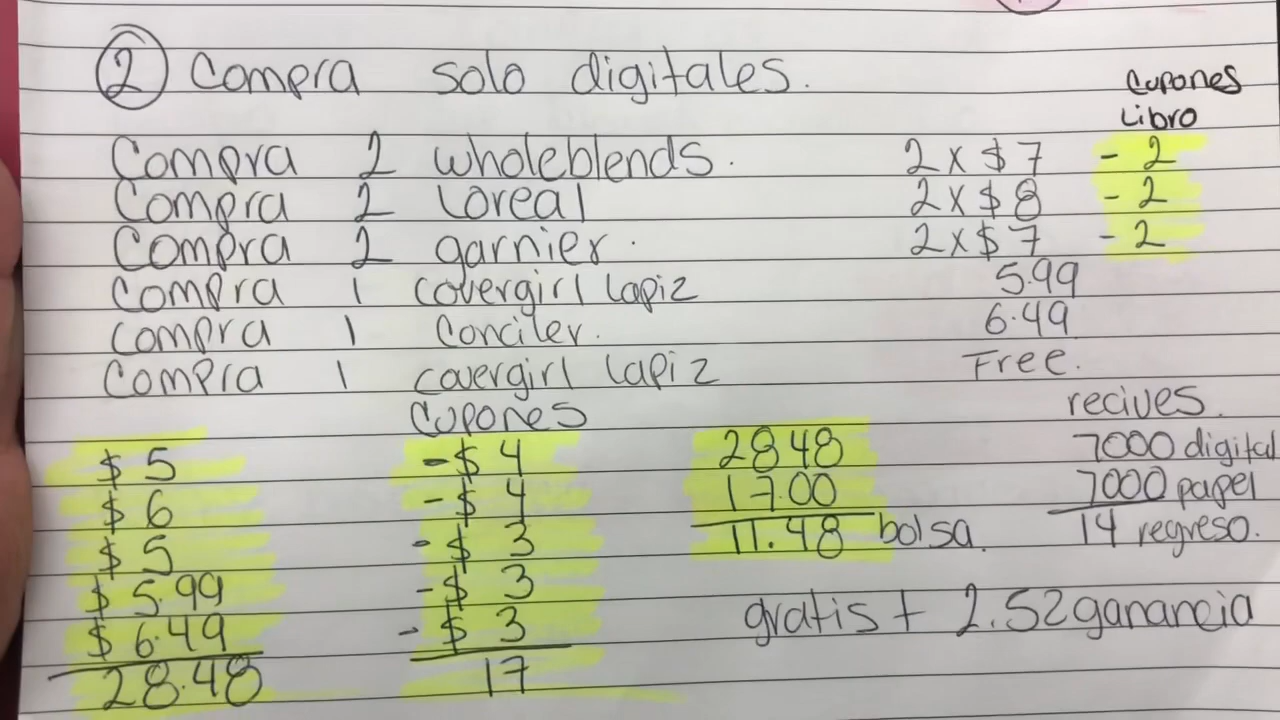 2 Compra solo digitales.
Cupones
Libro
Compra 2 wholeblends. 2 x $7 - 2
Compra 2 Loreal 2 x $8 - 2
Compra 2 garnier. 2 x $7 - 2
Compra 1 covergirl lapiz 5.99
Compra 1 Conciler. 6.49
Compra 1 covergirl lapiz Free.
Cupones recives.
$5 -$4 28 48 7000 digital
$6 -$4 17.00 7000 papel
$5 -$3 11.48 bolsa. 14 regreso.
$5.99 -$3
$6.49 -$3 gratis + 2.52 ganancia
28.48 17